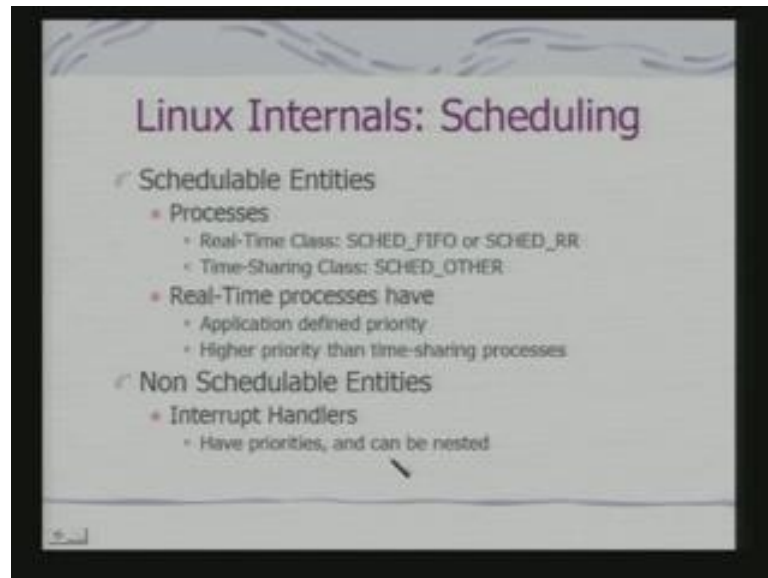 Linux Internals: Scheduling
Schedulable Entities
Processes
Real-Time Class: SCHED_FIFO or SCHED_RR
Time-Sharing Class: SCHED_OTHER
Real-Time processes have
Application defined priority
Higher priority than time-sharing processes
Non Schedulable Entities
Interrupt Handlers
Have priorities, and can be nested